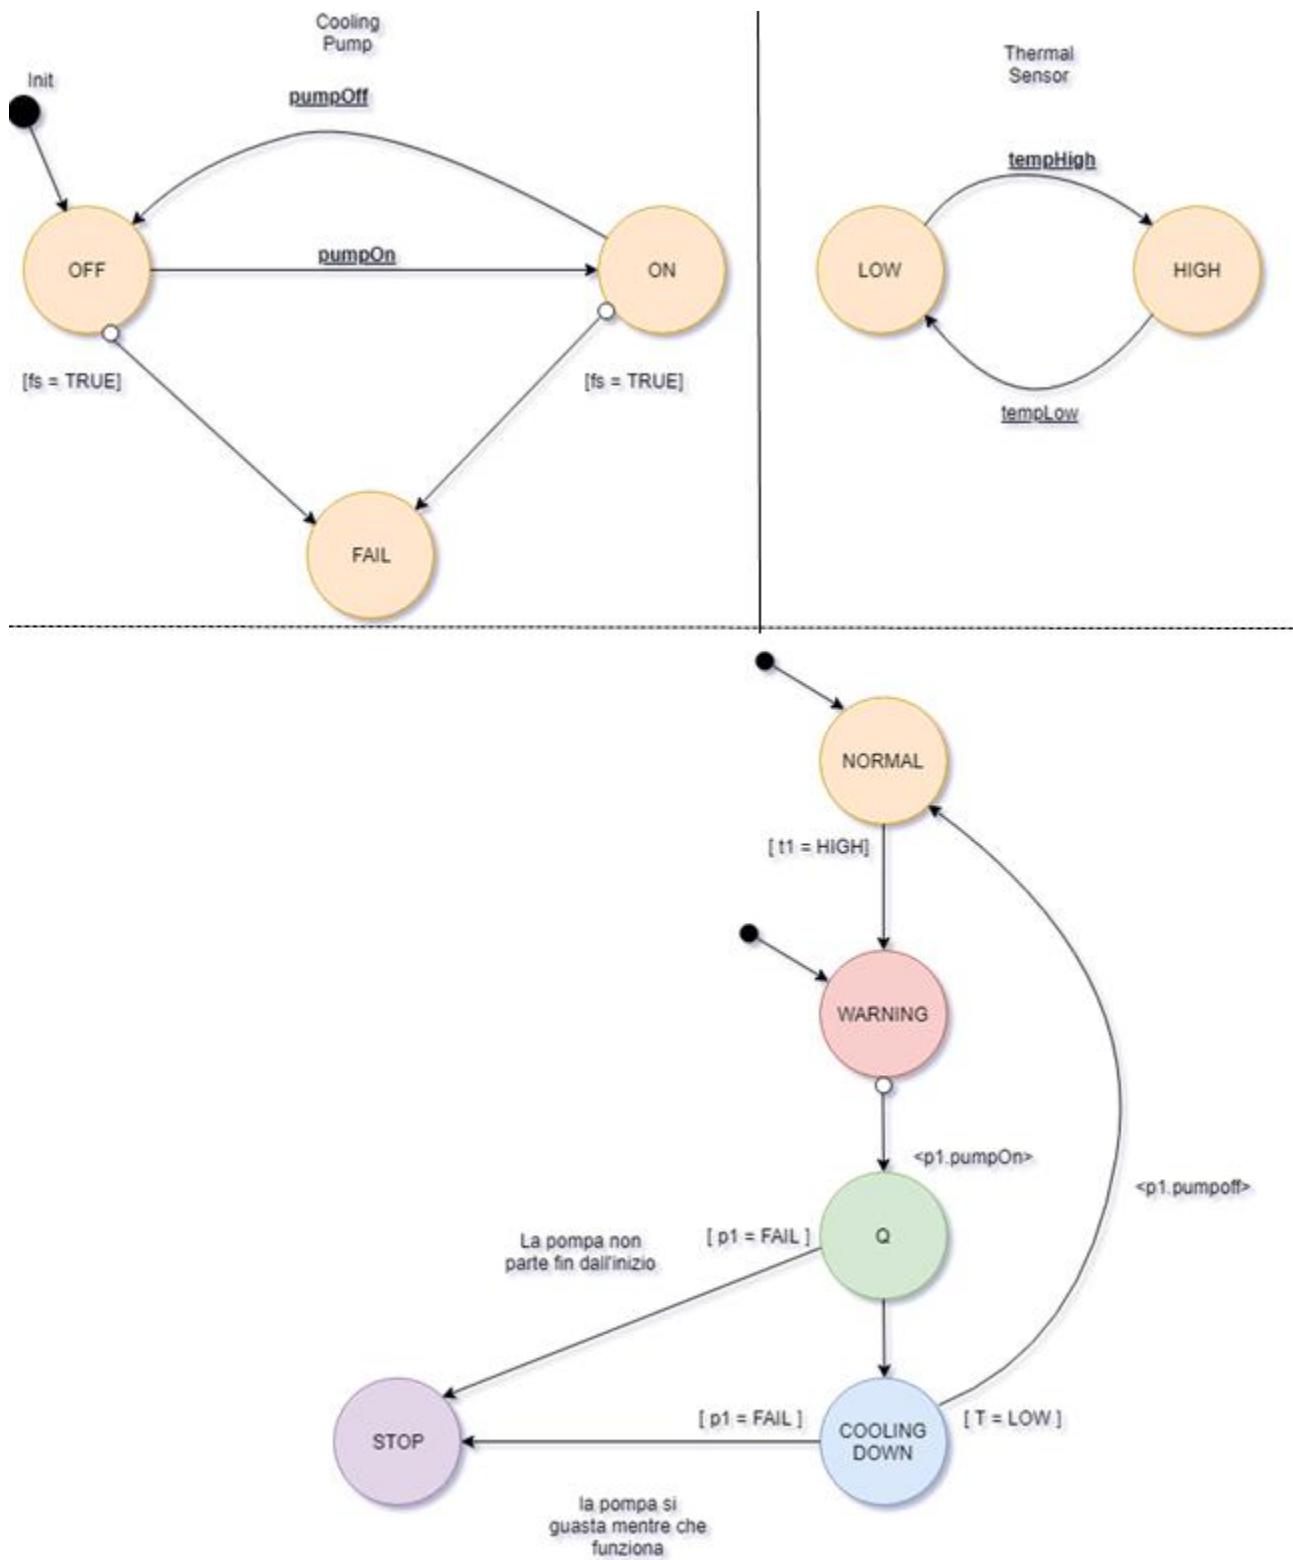 Cooling
Pump
Init
pumpOff
OFF
pumpOn
ON
[fs = TRUE]
[fs = TRUE]
FAIL
Thermal
Sensor
tempHigh
LOW
HIGH
tempLow
NORMAL
[ t1 = HIGH]
WARNING
<p1.pumpOn>
<p1.pumpoff>
Q
[ p1 = FAIL ]
La pompa non
parte fin dall'inizio
STOP
[ p1 = FAIL ]
COOLING
DOWN
[ T = LOW ]
la pompa si
guasta mentre che
funziona